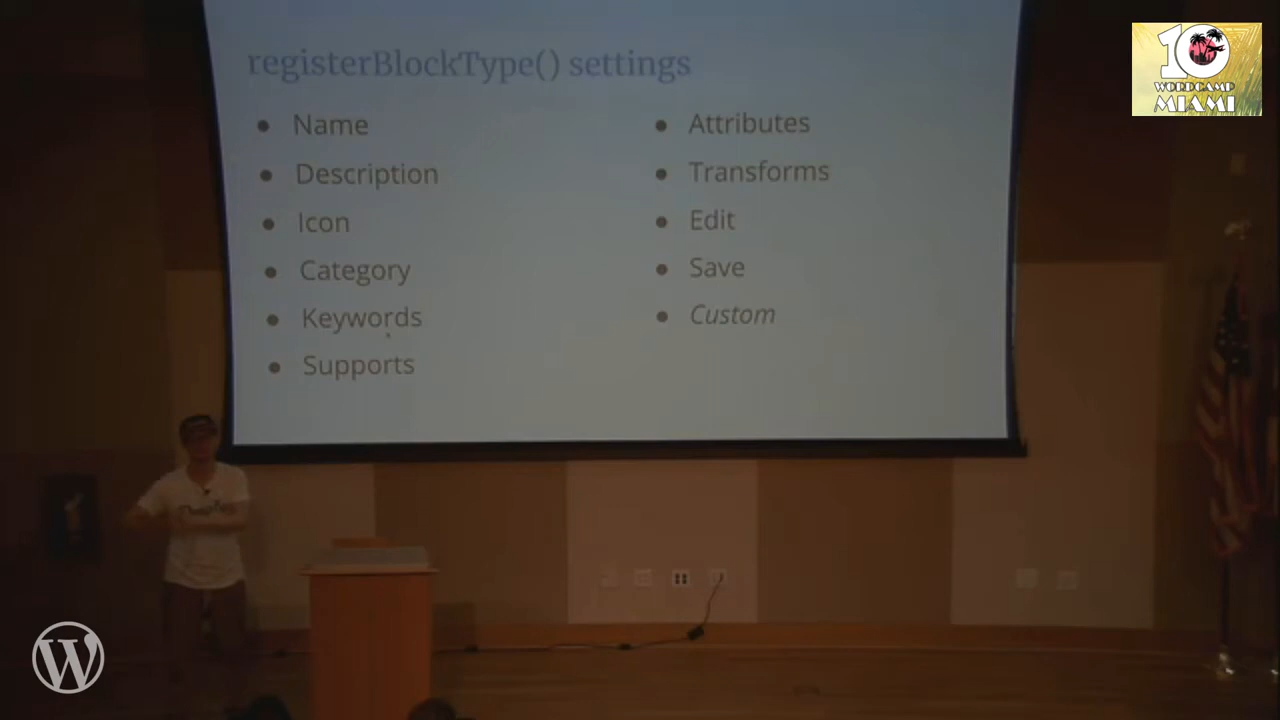 registerBlockType() settings
Name
Description
Icon
Category
Keywords
Supports
Attributes
Transforms
Edit
Save
Custom
10
WORDCAMP
MIAMI
W